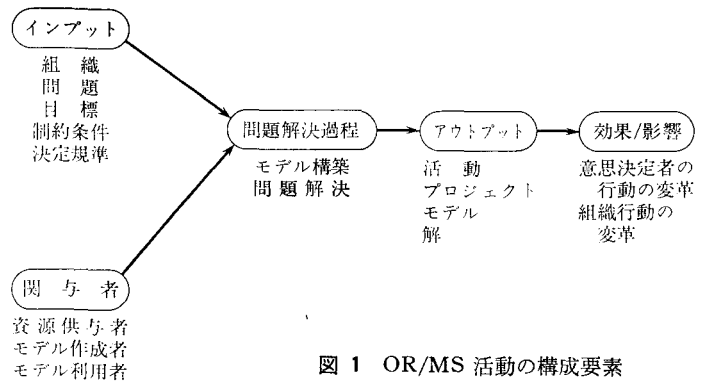 インプット
組織
問題
目標
制約条件
決定規準
問題解決過程
モデル構築
問題解決
アウトプット
活動
プロジェクト
モデル
解
効果/影響
意思決定者の
行動の変革
組織行動の
変革
関与者
資源供与者
モデル作成者
モデル利用者
図 1 OR/MS 活動の構成要素